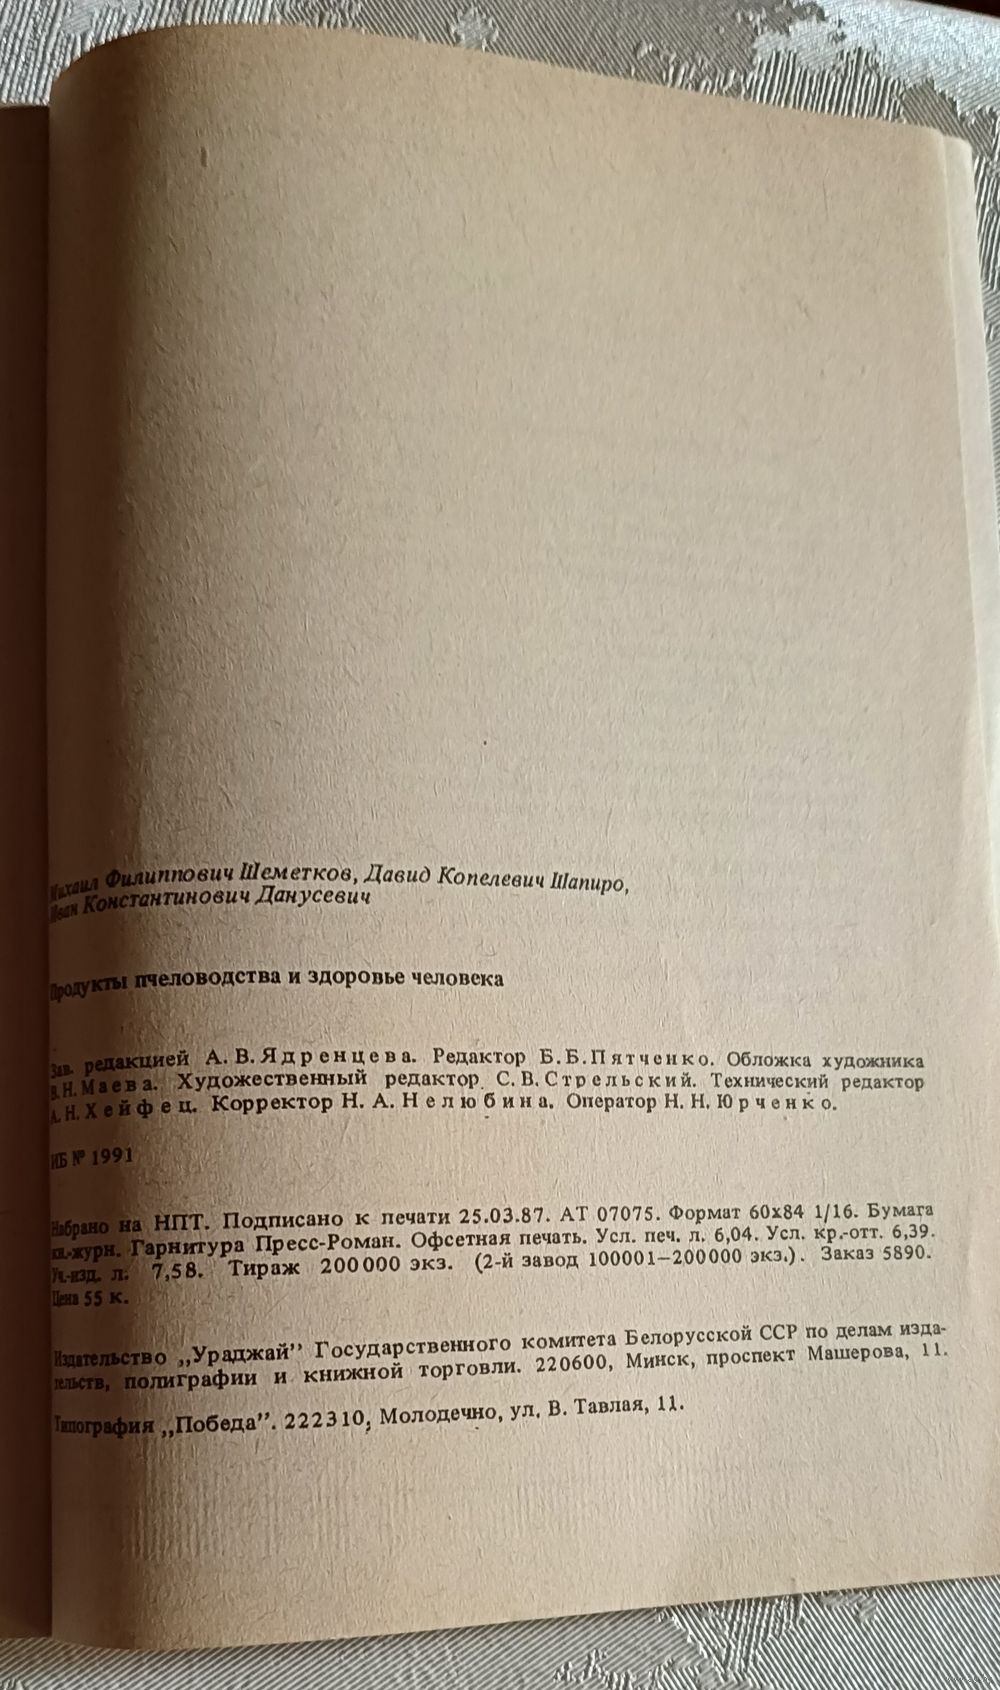 Михаил Филиппович Шеметков, Давид Копелевич Шапиро,
Иван Константинович Данусевич
Продукты пчеловодства и здоровье человека
Зав. редакцией А. В. Ядренцева. Редактор Б. Б. Пятченко. Обложка художника
В. Н. Маева. Художественный редактор С. В. Стрельский. Технический редактор
А. Н. Хейфец. Корректор Н. А. Нелюбина. Оператор Н. Н. Юрченко.
ИБ № 1991
Набрано на НПТ. Подписано к печати 25.03.87. АТ 07075. Формат 60х84 1/16. Бумага
кн.-журн. Гарнитура Пресс-Роман. Офсетная печать. Усл. печ. л. 6,04. Усл. кр.-отт. 6,39.
Уч.-изд. л. 7,58. Тираж 200000 экз. (2-й завод 100001–200000 экз.). Заказ 5890.
Цена 55 к.
Издательство „Ураджай” Государственного комитета Белорусской ССР по делам изда-
тельств, полиграфии и книжной торговли. 220600, Минск, проспект Машерова, 11.
Типография „Победа”. 222310, Молодечно, ул. В. Тавлая, 11.